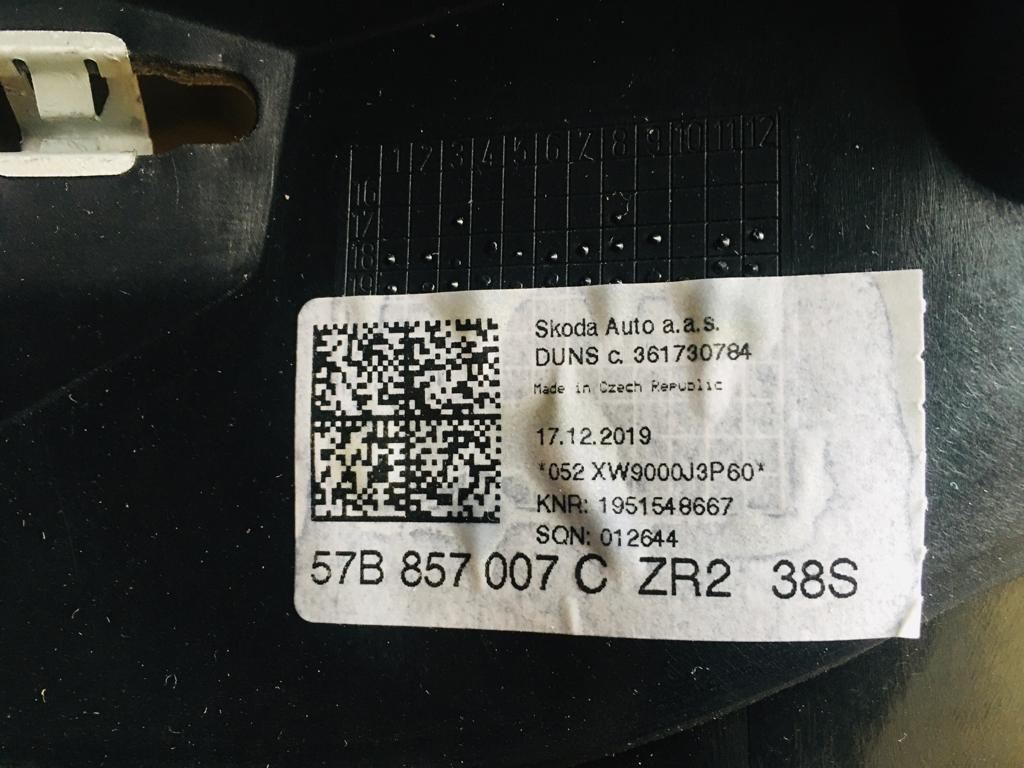 1 2 3 4 5 6 7 8 9 10 11 12
16
17
18
19
Skoda Auto a.a.s.
DUNS c. 361730784
Made in Czech Republic
17.12.2019
*052 XW9000J3P60*
KNR: 1951548667
SQN: 012644
57B 857 007 C ZR2 38S